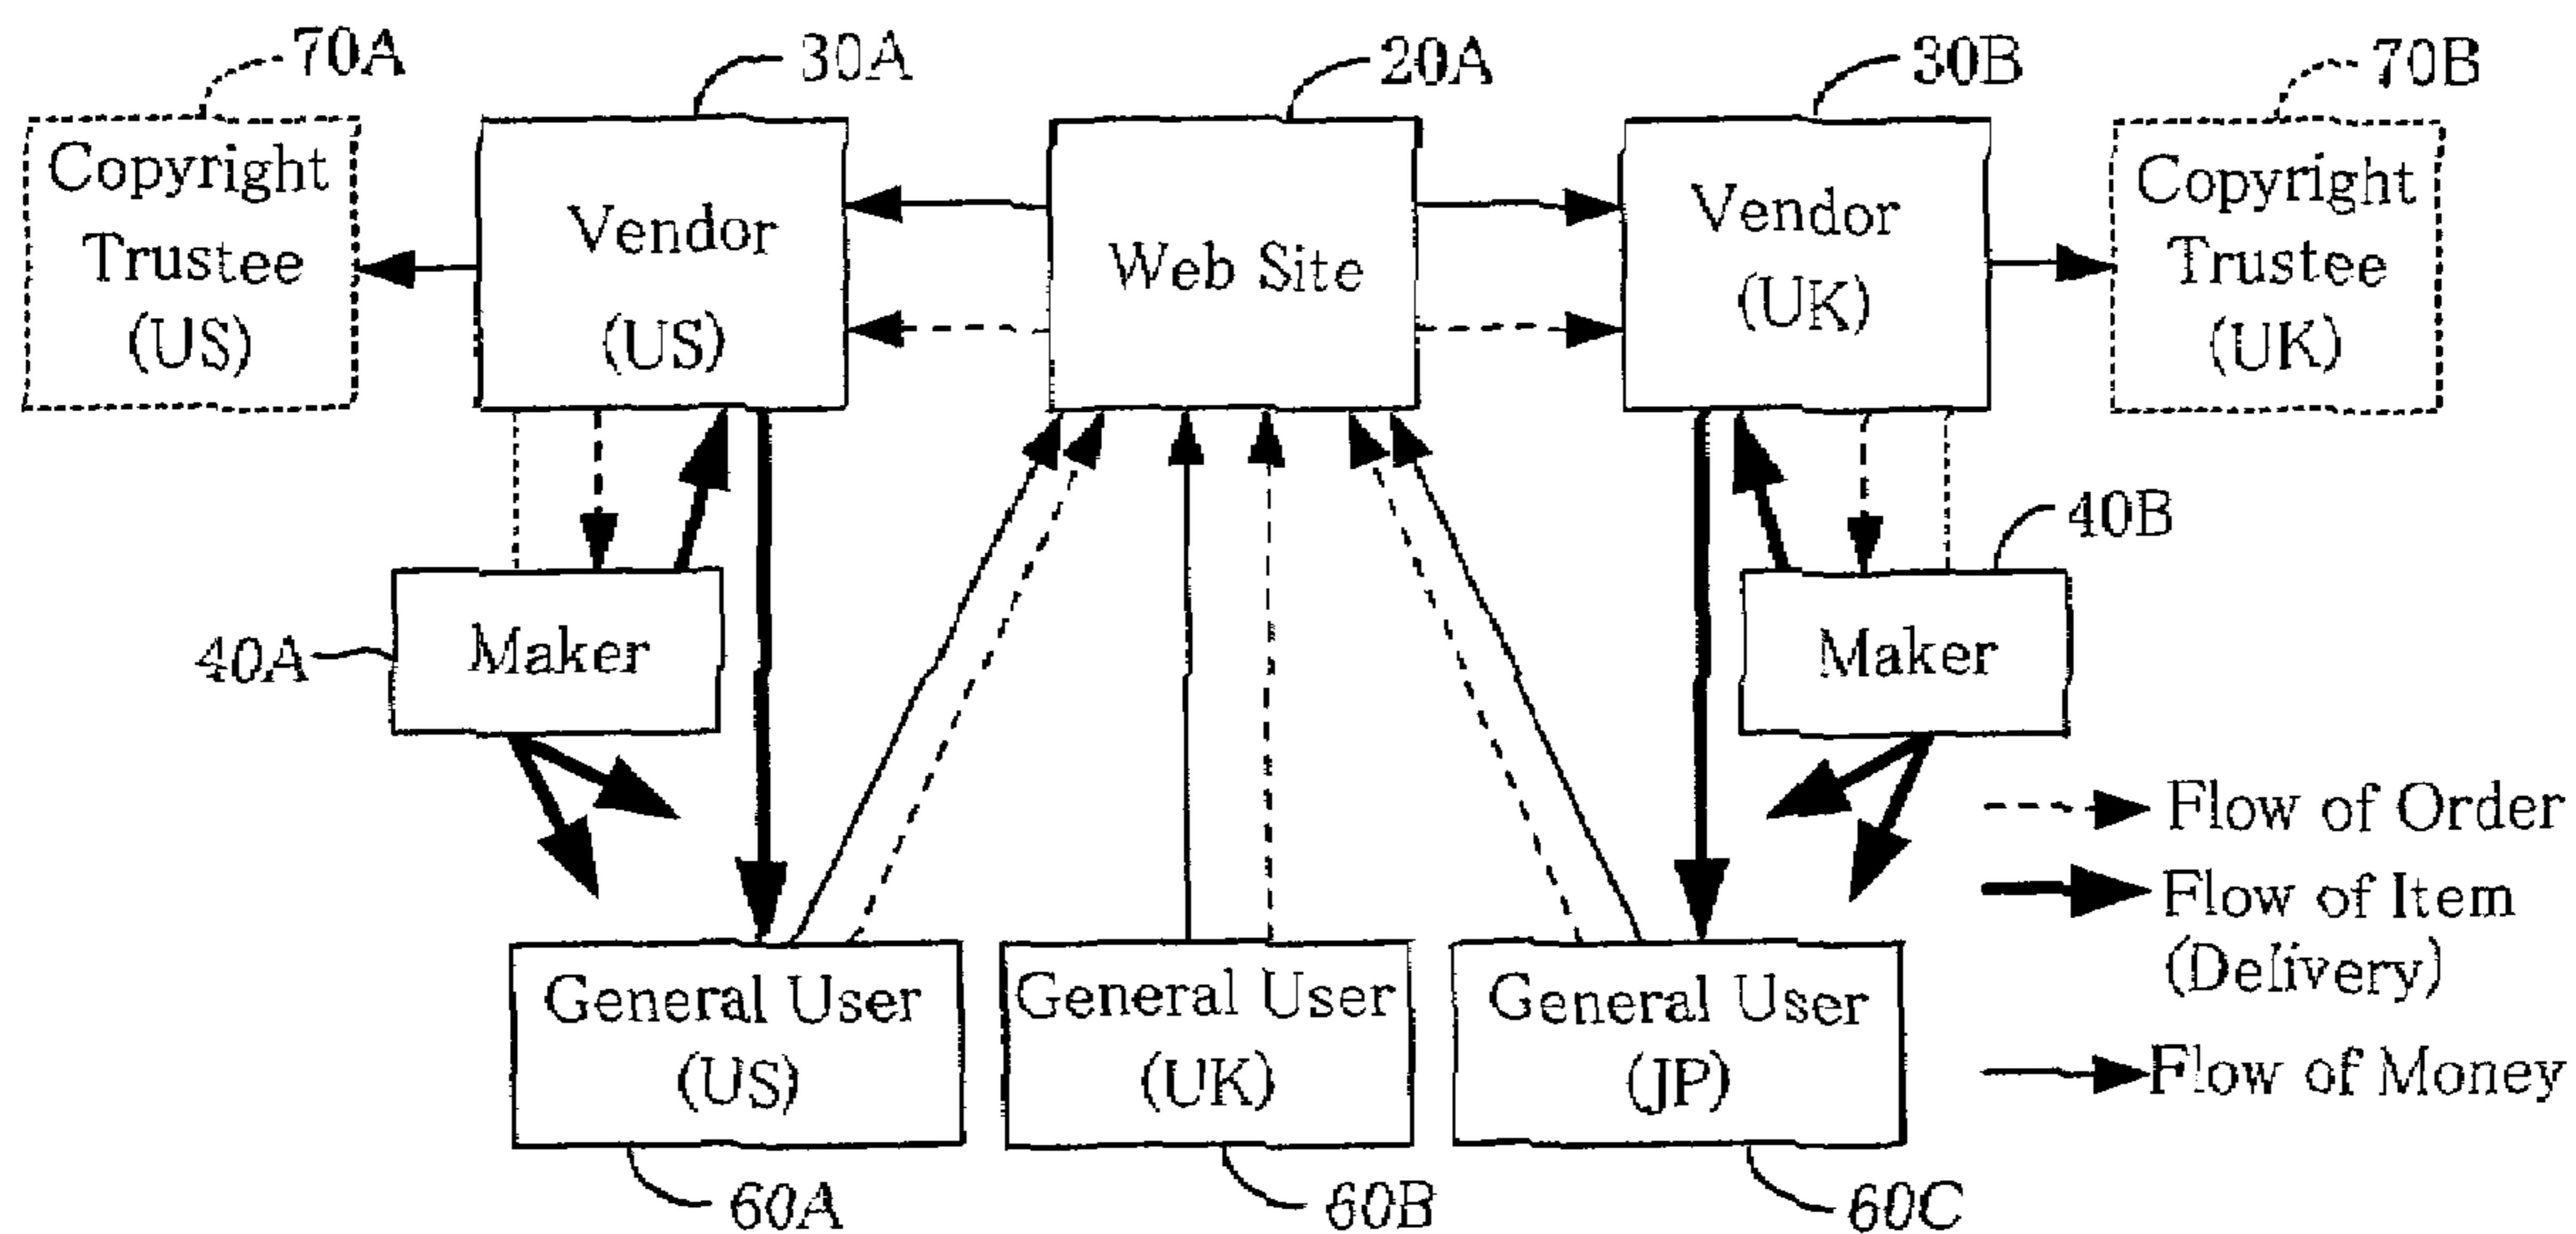 70A
30A
20A
30B
70B
Copyright
Trustee
(US)
Vendor
(US)
Web Site
Vendor
(UK)
Copyright
Trustee
(UK)
40A
Maker
40B
Maker
Flow of Order
Flow of Item
(Delivery)
Flow of Money
General User
(US)
General User
(UK)
General User
(JP)
60A
60B
60C